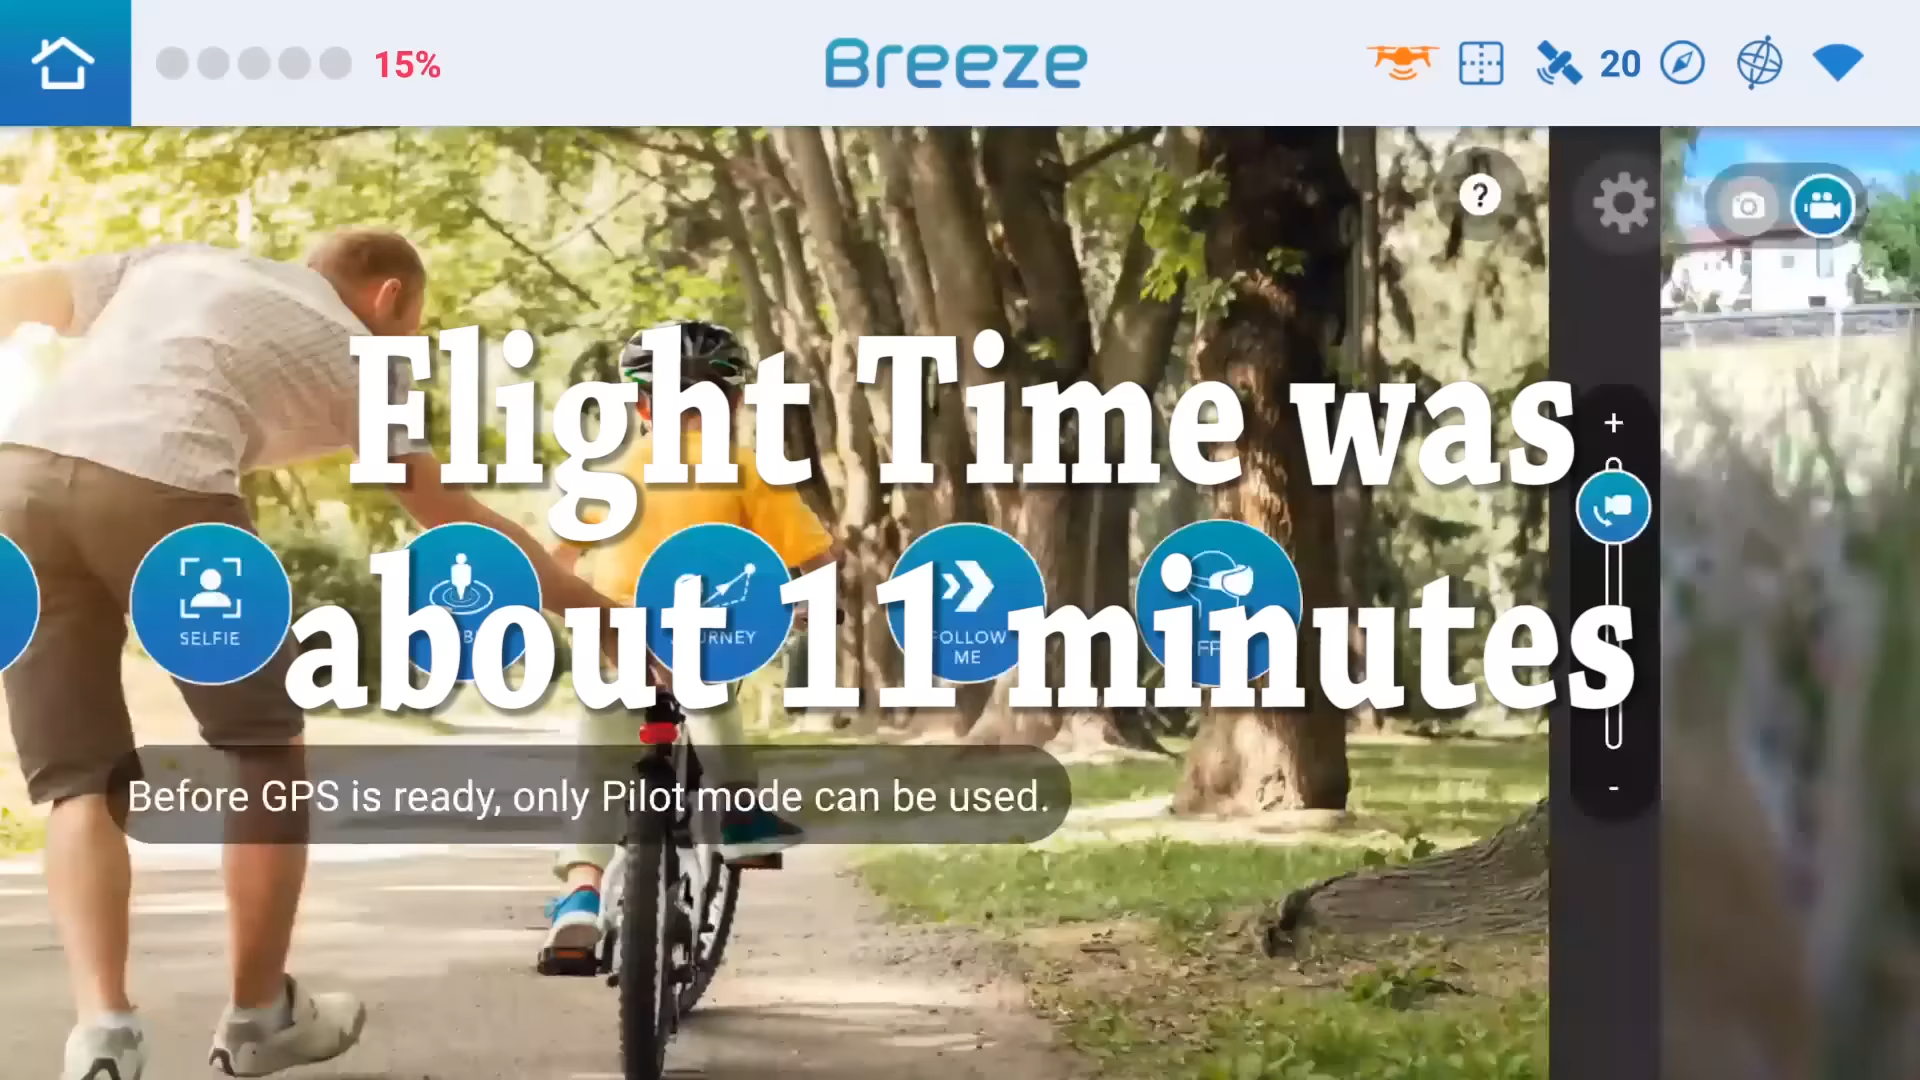 15%
Breeze
20
?
Flight Time was
about 11 minutes
SELFIE
FOLLOW
ME
Before GPS is ready, only Pilot mode can be used.
+
-